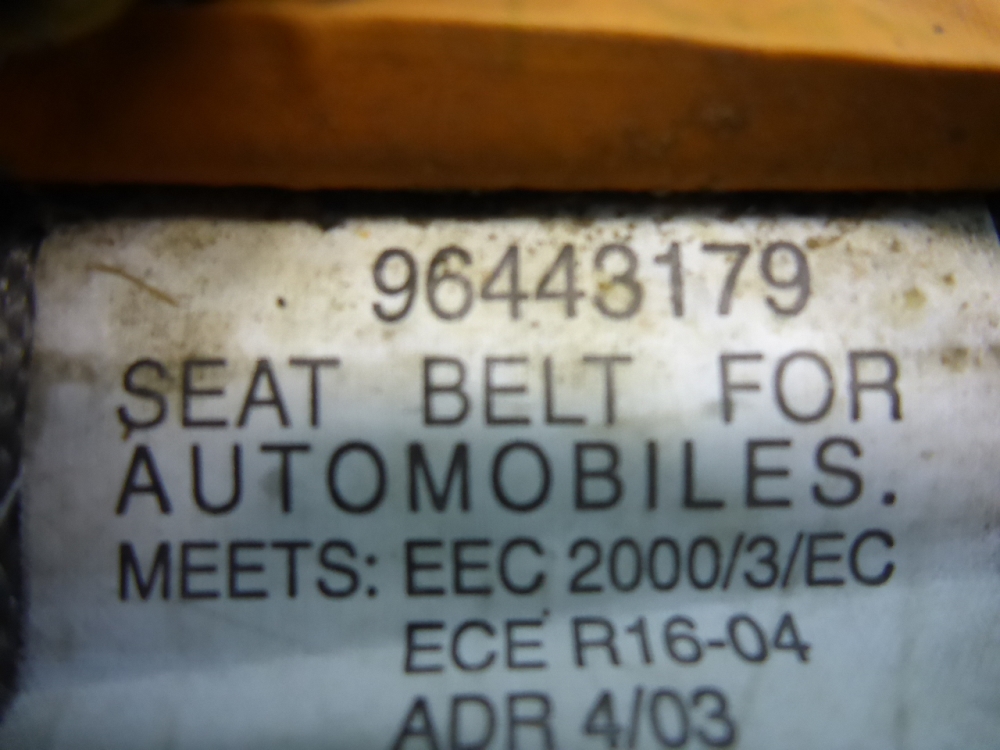 96443179
SEAT BELT FOR
AUTOMOBILES.
MEETS: EEC 2000/3/EC
ECE R16-04
ADR 4/03